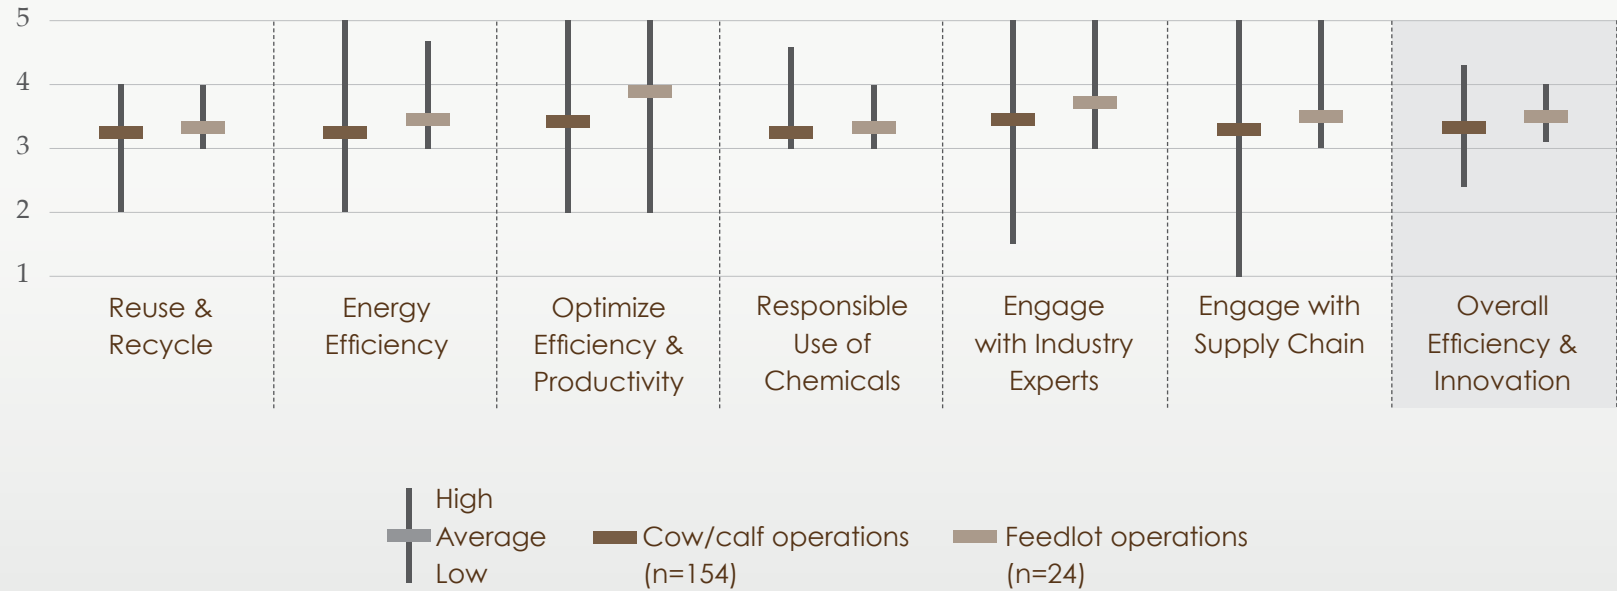 5
4
3
2
1
Reuse &
Recycle
Energy
Efficiency
Optimize
Efficiency &
Productivity
Responsible
Use of
Chemicals
Engage
with Industry
Experts
Engage with
Supply Chain
Overall
Efficiency &
Innovation
High
Average
Low
Cow/calf operations
(n=154)
Feedlot operations
(n=24)